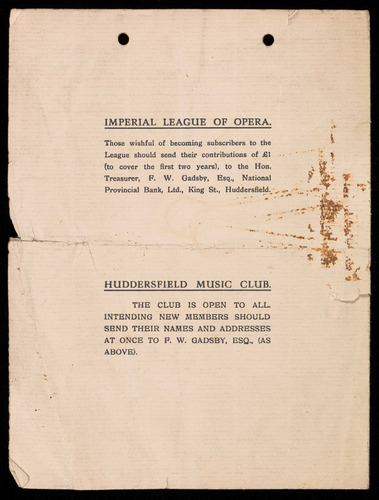 IMPERIAL LEAGUE OF OPERA.
Those wishful of becoming subscribers to the
League should send their contributions of £1
(to cover the first two years), to the Hon.
Treasurer, F. W. Gadsby, Esq., National
Provincial Bank, Ltd., King St., Huddersfield.
HUDDERSFIELD MUSIC CLUB.
THE CLUB IS OPEN TO ALL.
INTENDING NEW MEMBERS SHOULD
SEND THEIR NAMES AND ADDRESSES
AT ONCE TO F. W. GADSBY, ESQ., (AS
ABOVE).